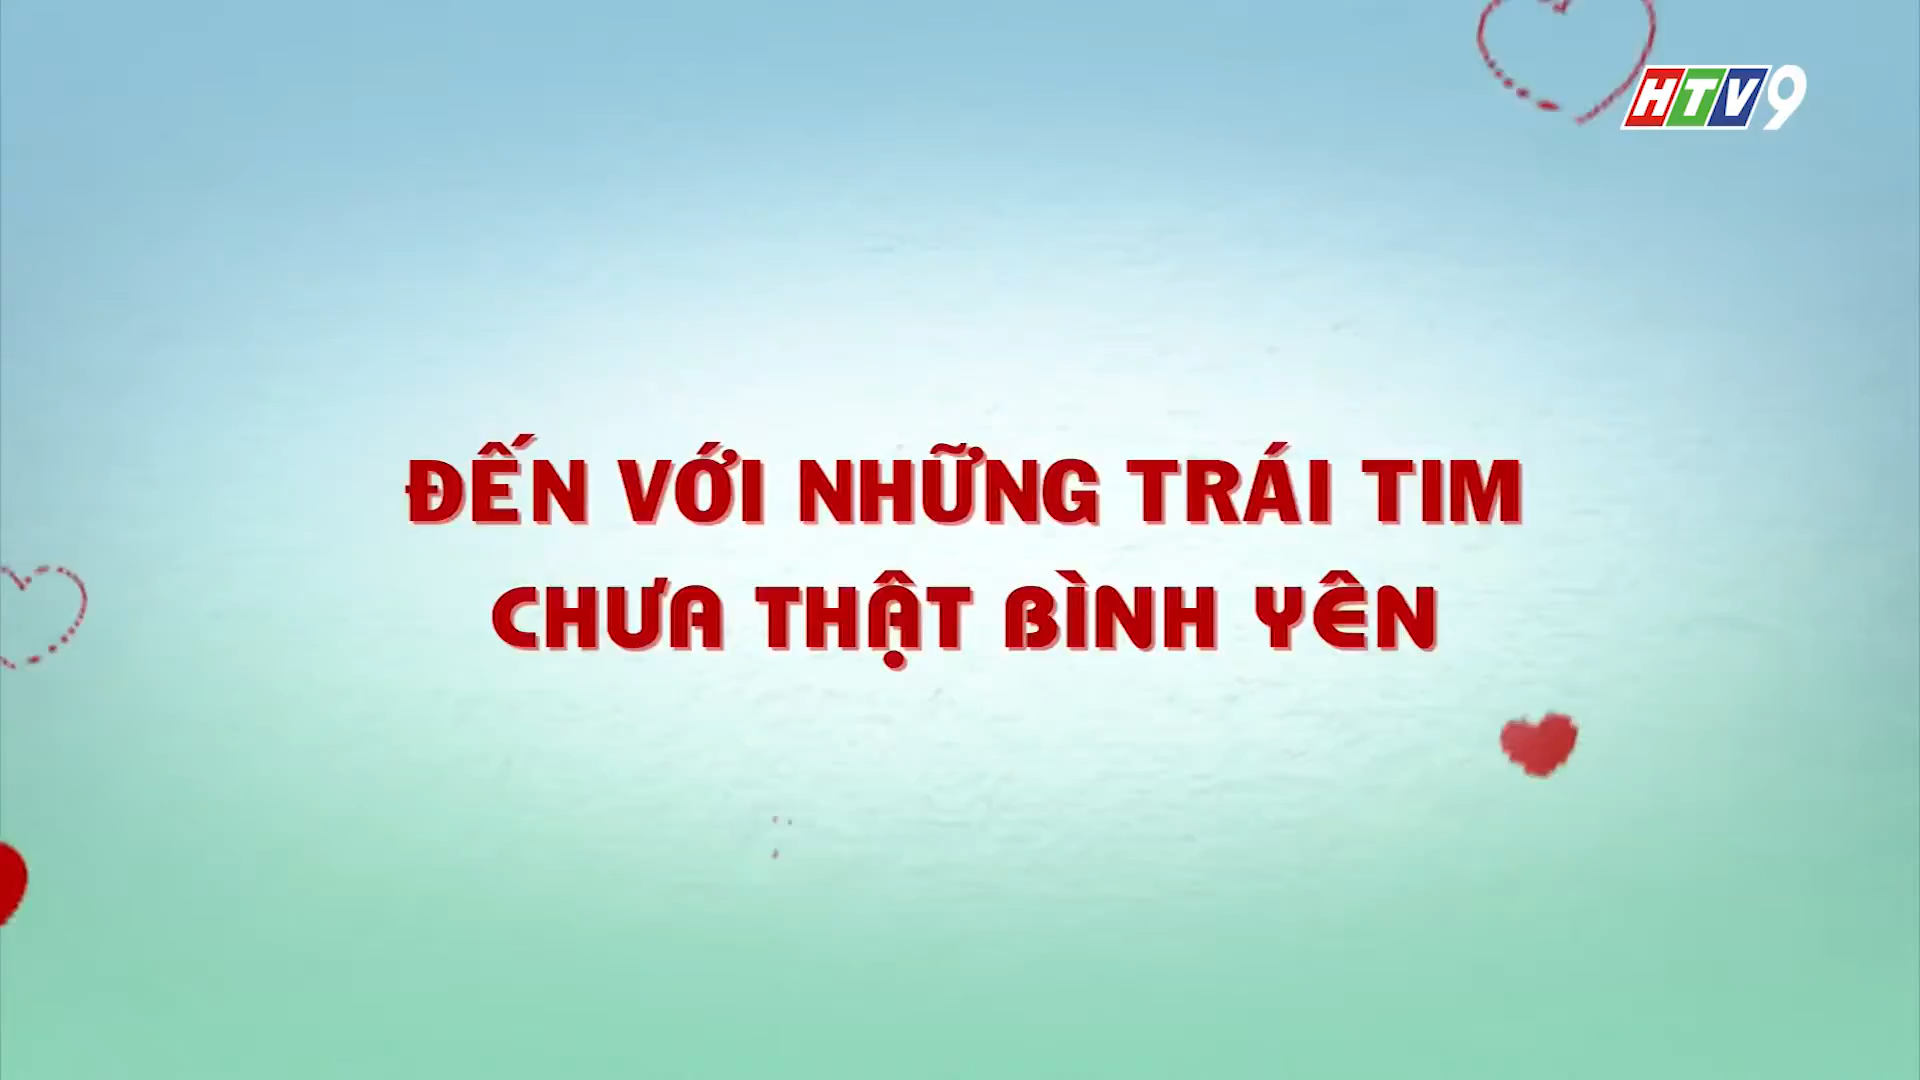 HTV9
ĐẾN VỚI NHỮNG TRÁI TIM
CHƯA THẬT BÌNH YÊN